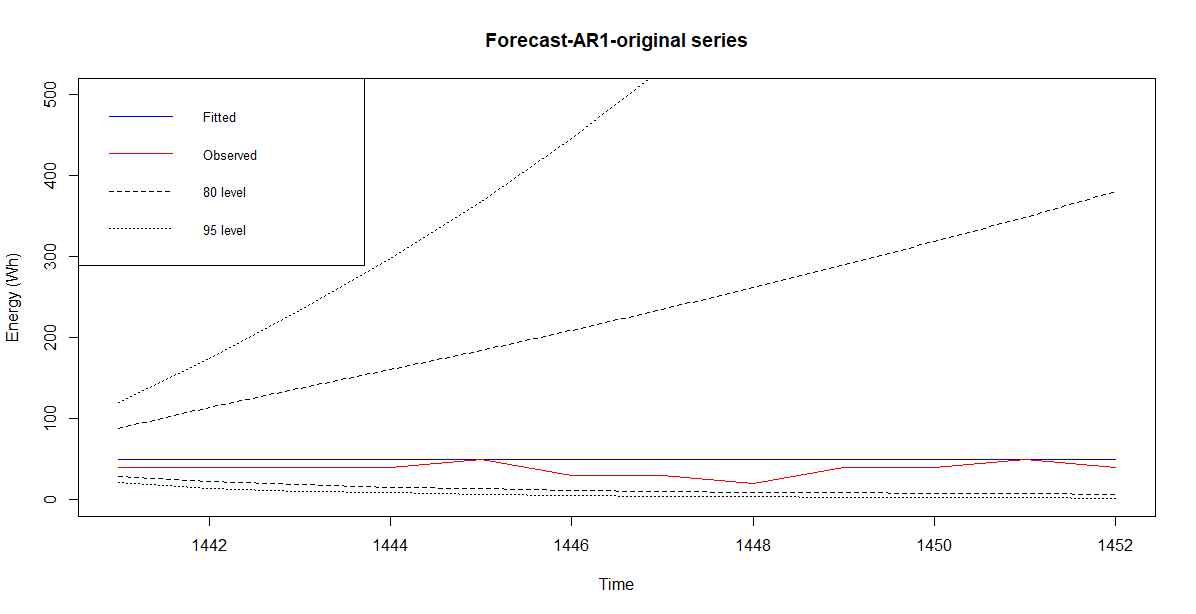 Forecast-AR1-original series
Fitted
Observed
80 level
95 level
Energy (Wh)
500
400
300
200
100
0
1442 1444 1446 1448 1450 1452
Time